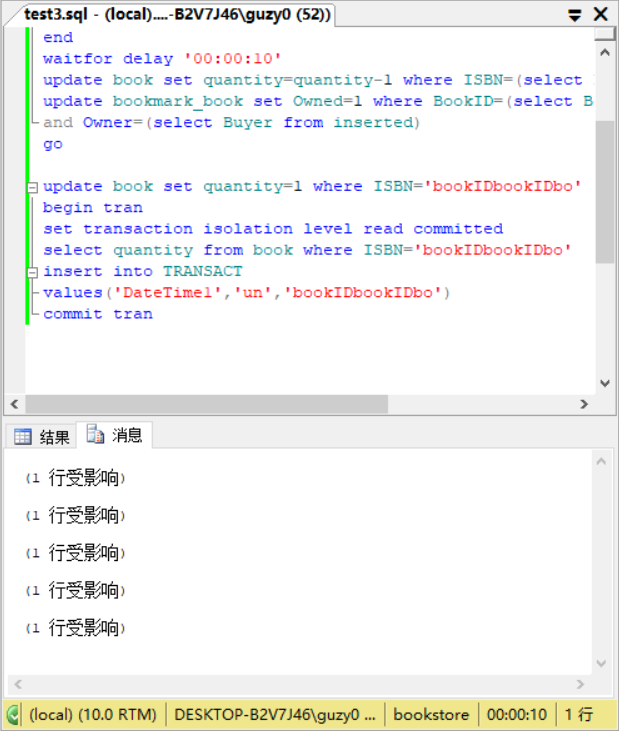 test3.sql - (local)....-B2V7J46\guzy0 (52))
end
waitfor delay '00:00:10'
update book set quantity=quantity-1 where ISBN=(select
update bookmark_book set Owned=1 where BookID=(select B
and Owner=(select Buyer from inserted)
go
update book set quantity=1 where ISBN='bookIDbookIDbo'
begin tran
set transaction isolation level read committed
select quantity from book where ISBN='bookIDbookIDbo'
insert into TRANSACT
values('DateTime1','un','bookIDbookIDbo')
commit tran
结果 消息
(1 行受影响)
(1 行受影响)
(1 行受影响)
(1 行受影响)
(1 行受影响)
(local) (10.0 RTM) DESKTOP-B2V7J46\guzy0 ... bookstore 00:00:10 1 行